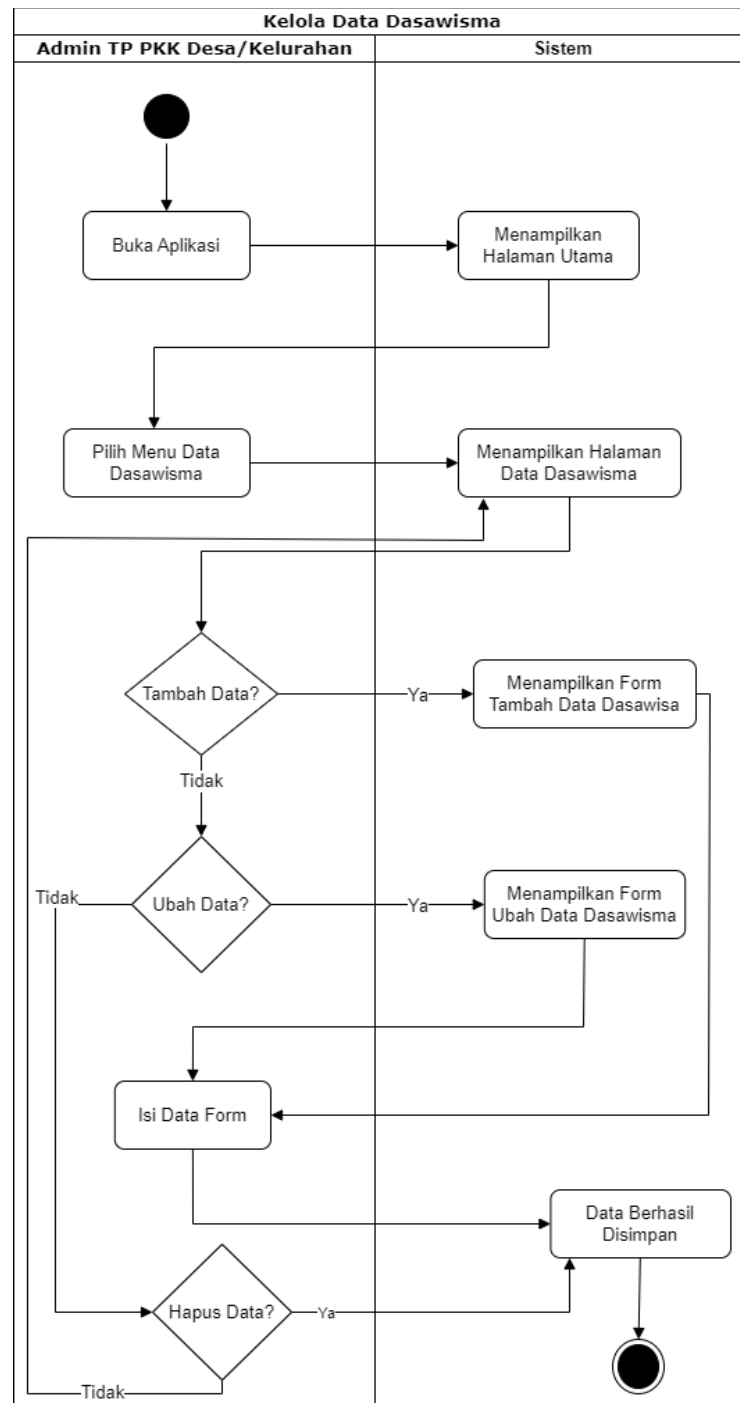 Kelola Data Dasawisma
Admin TP PKK Desa/Kelurahan
Sistem
Buka Aplikasi
Menampilkan
Halaman Utama
Pilih Menu Data
Dasawisma
Menampilkan Halaman
Data Dasawisma
Tambah Data?
Ya
Menampilkan Form
Tambah Data Dasawisa
Tidak
Tidak
Ubah Data?
Ya
Menampilkan Form
Ubah Data Dasawisma
Isi Data Form
Data Berhasil
Disimpan
Hapus Data?
Ya
Tidak